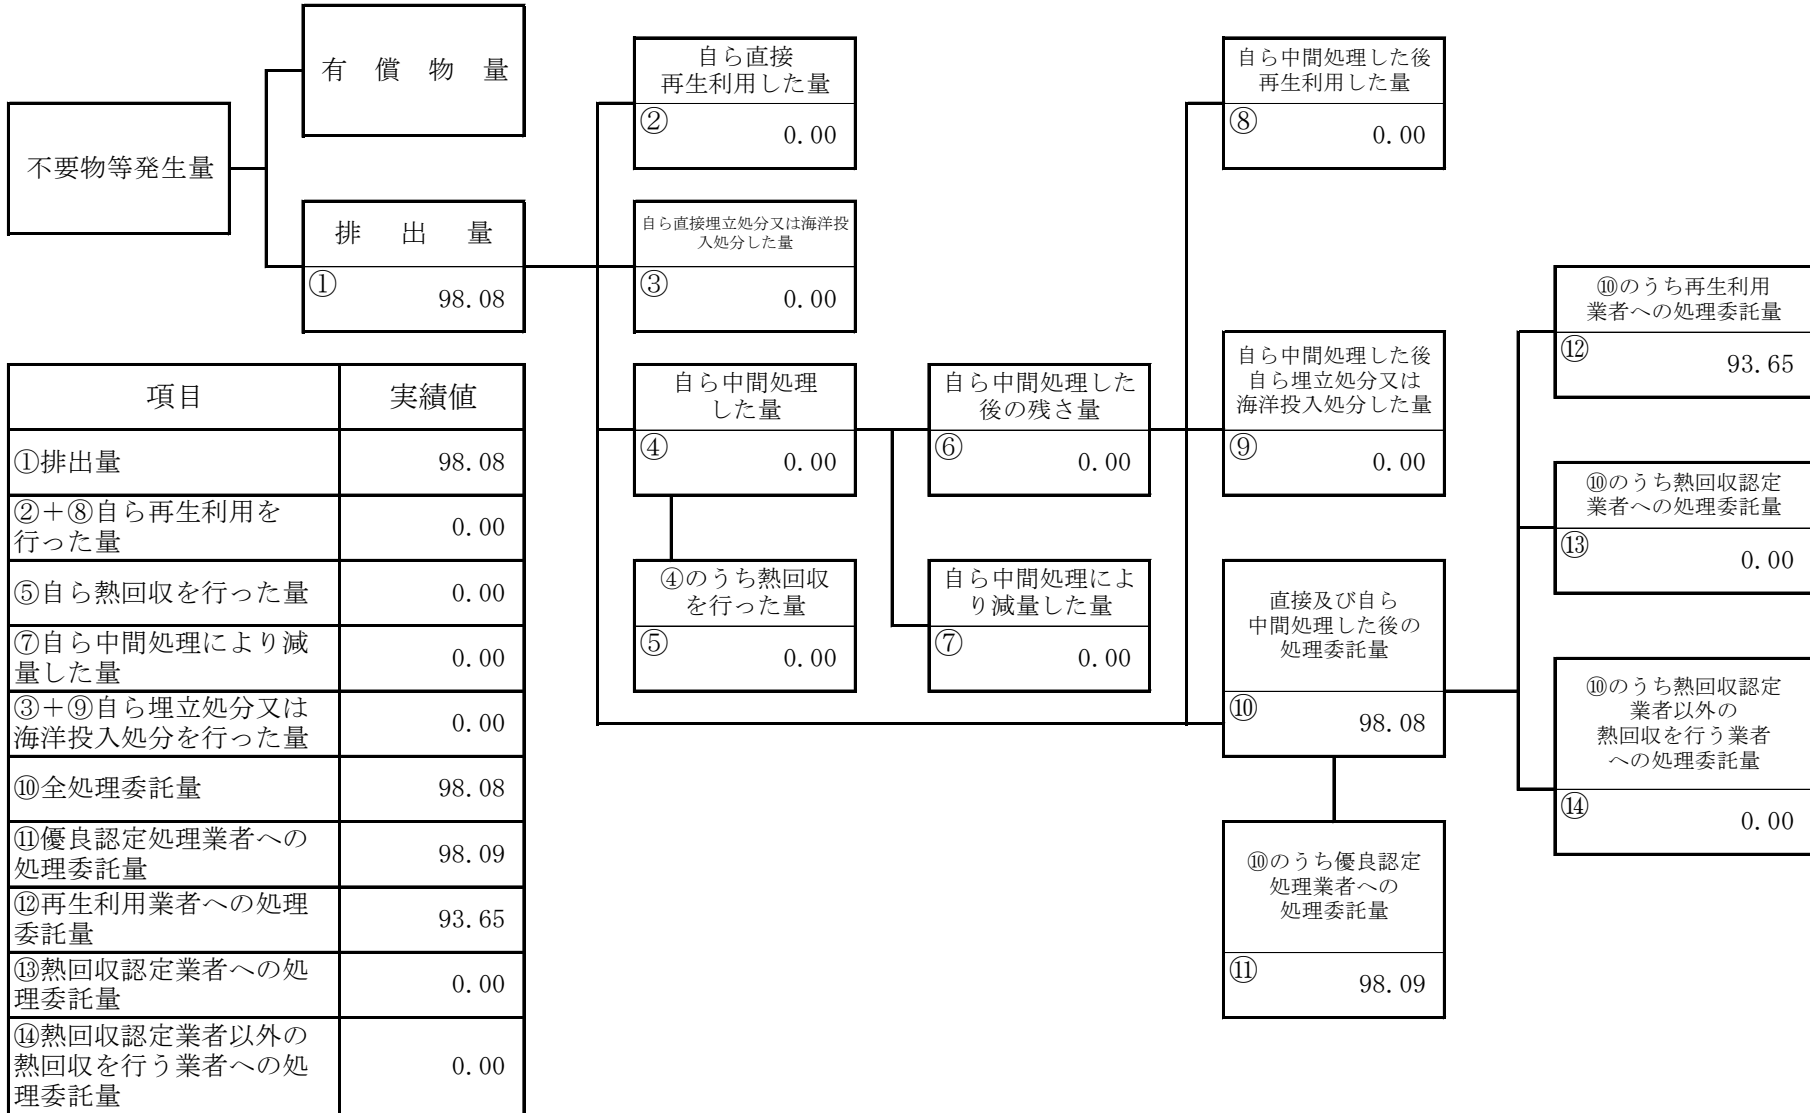 有償物量
不要物等発生量
排出量
①
98.08
自ら直接
再生利用した量
②
0.00
自ら直接埋立処分又は海洋投
入処分した量
③
0.00
自ら中間処理
した量
④
0.00
④のうち熱回収
を行った量
⑤
0.00
自ら中間処理した
後の残さ量
⑥
0.00
自ら中間処理によ
り減量した量
⑦
0.00
自ら中間処理した後
再生利用した量
⑧
0.00
自ら中間処理した後
自ら埋立処分又は
海洋投入処分した量
⑨
0.00
直接及び自ら
中間処理した後の
処理委託量
⑩
98.08
⑩のうち優良認定
処理業者への
処理委託量
⑪
98.09
⑩のうち再生利用
業者への処理委託量
⑫
93.65
⑩のうち熱回収認定
業者への処理委託量
⑬
0.00
⑩のうち熱回収認定
業者以外の
熱回収を行う業者
への処理委託量
⑭
0.00
項目 実績値
①排出量 98.08
②＋⑧自ら再生利用を
行った量 0.00
⑤自ら熱回収を行った量 0.00
⑦自ら中間処理により減
量した量 0.00
③＋⑨自ら埋立処分又は
海洋投入処分を行った量 0.00
⑩全処理委託量 98.08
⑪優良認定処理業者への
処理委託量 98.09
⑫再生利用業者への処理
委託量 93.65
⑬熱回収認定業者への処
理委託量 0.00
⑭熱回収認定業者以外の
熱回収を行う業者への処
理委託量 0.00